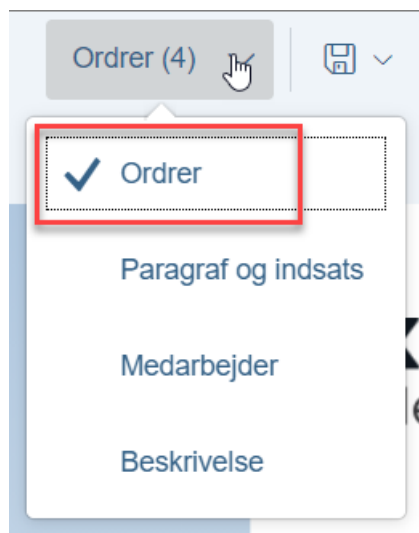 Ordrer (4)
Ordrer
Paragraf og indsats
Medarbejder
Beskrivelse